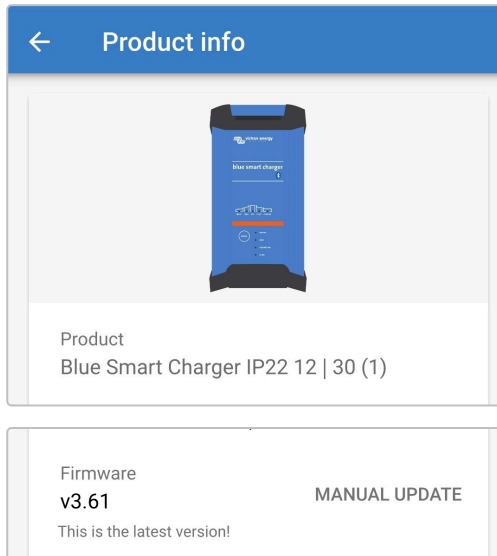 Product info
victron energy
blue smart charger
Product
Blue Smart Charger IP22 12 | 30 (1)
Firmware
v3.61
MANUAL UPDATE
This is the latest version!